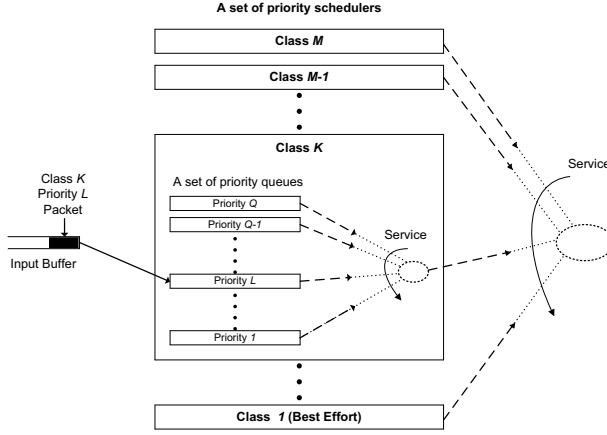 A set of priority schedulers
Class M
Class M-1
Class K
Class K
Priority L
Packet
Input Buffer
A set of priority queues
Priority Q
Priority Q-1
Priority L
Priority 1
Service
Service
Class 1 (Best Effort)